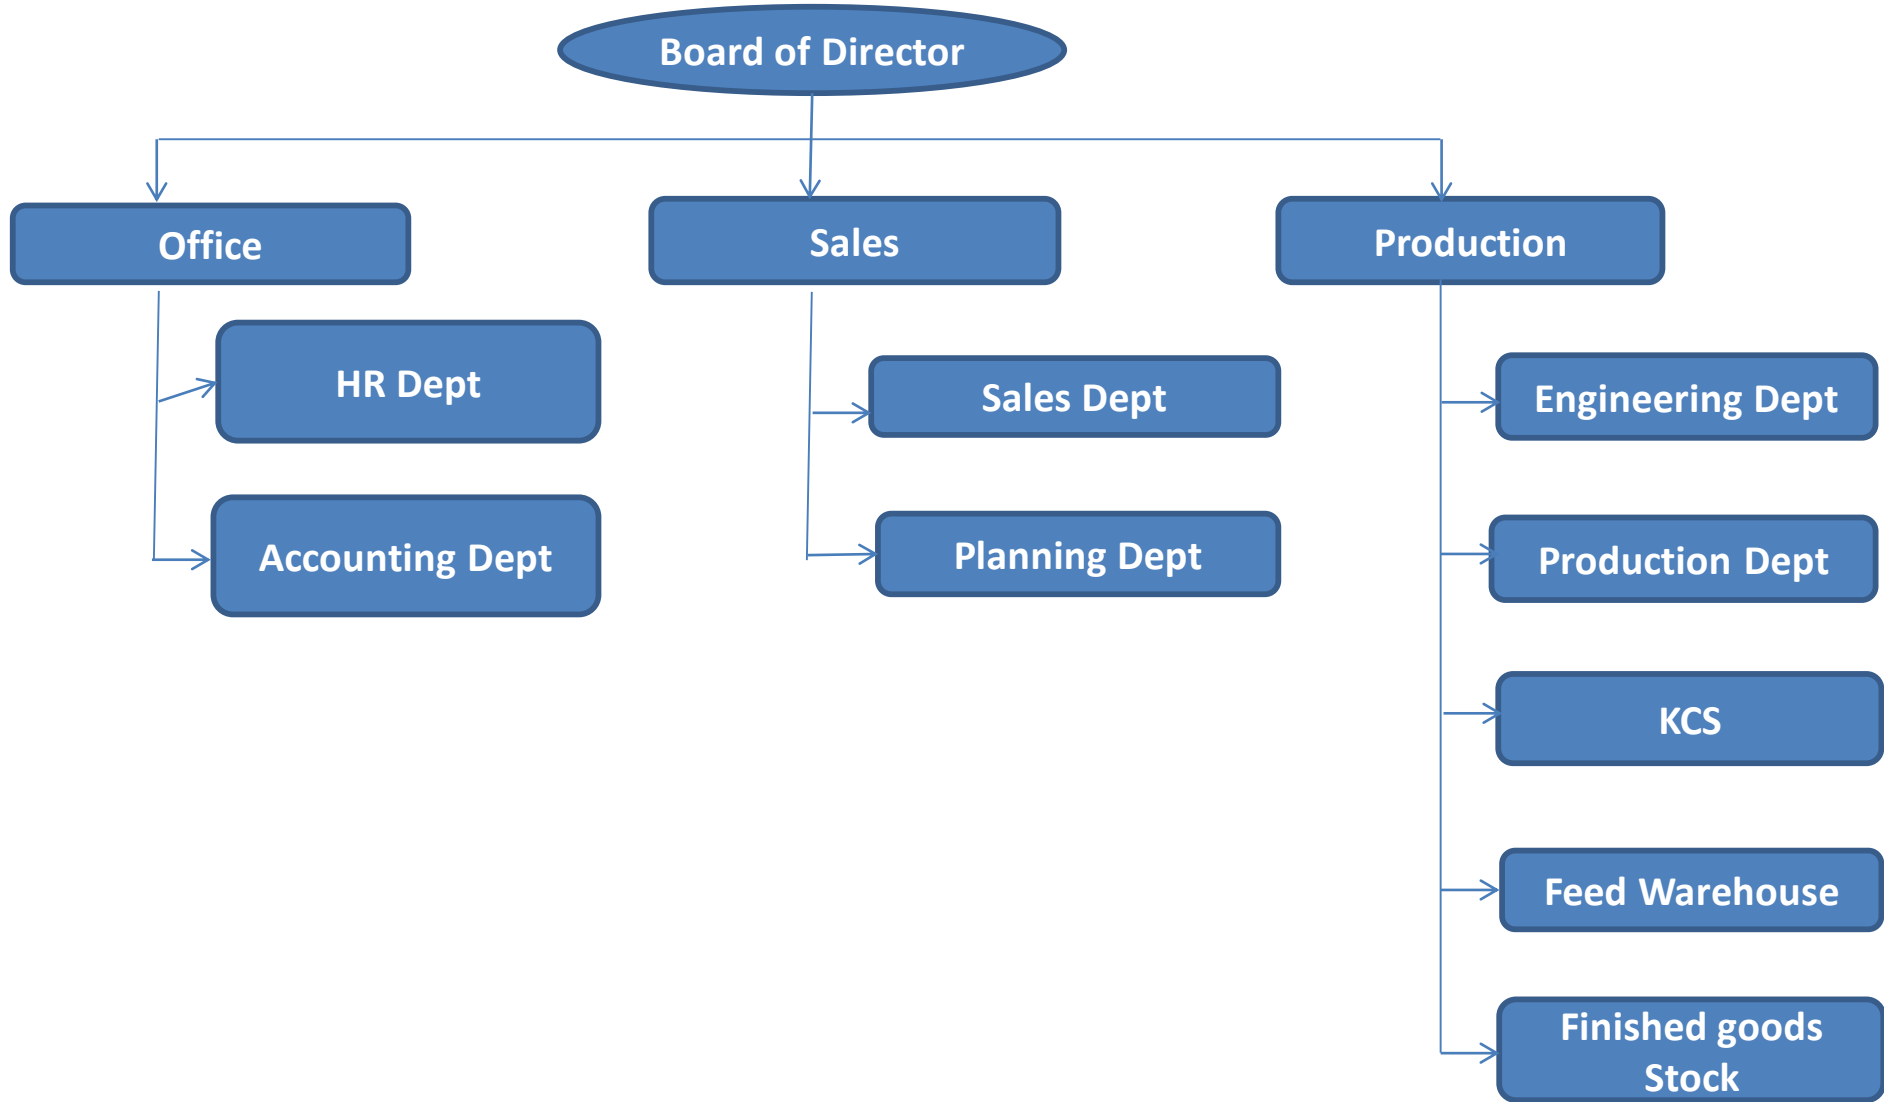 Board of Director
Office
Sales
Production
HR Dept
Accounting Dept
Sales Dept
Planning Dept
Engineering Dept
Production Dept
KCS
Feed Warehouse
Finished goods
Stock